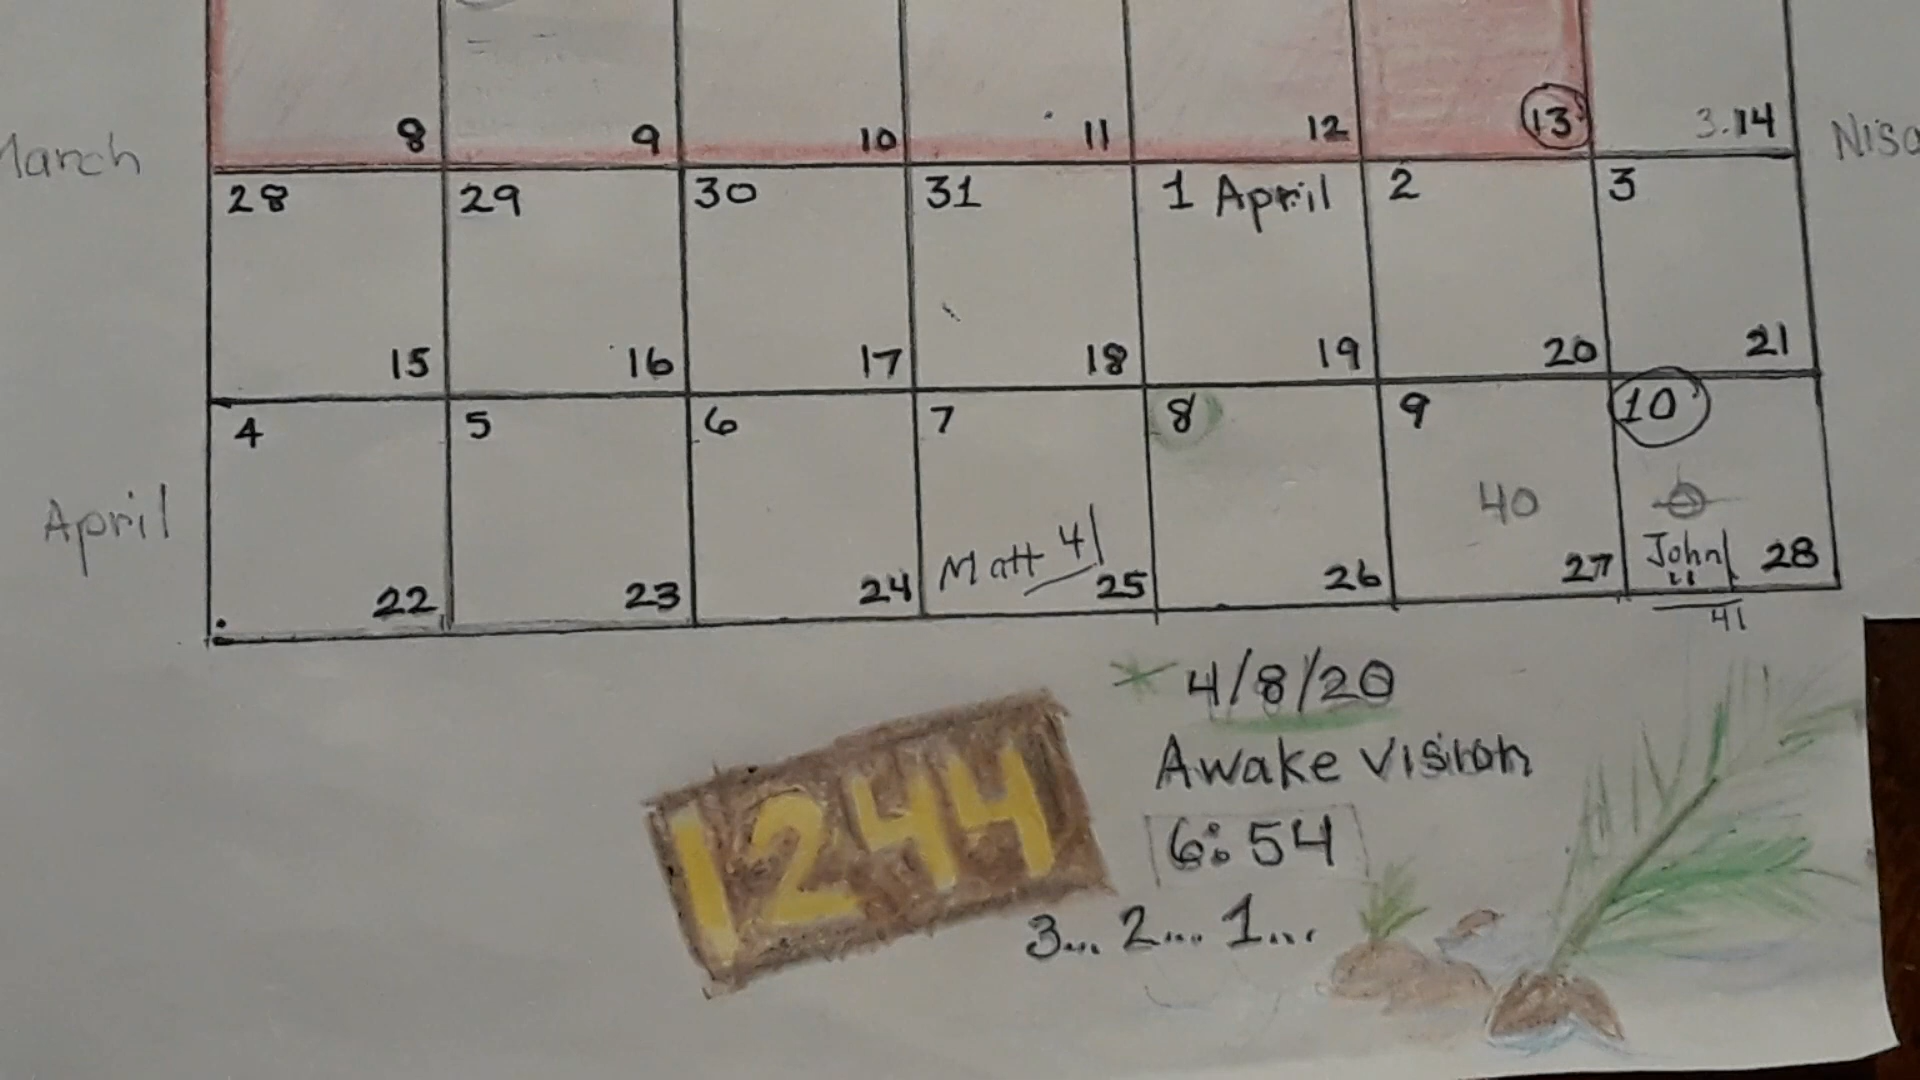 8 9 10 11 12 13 3.14
March
28 29 30 31 1 April 2 3
15 16 17 18 19 20 21
4 5 6 7 8 9 10
40
April
Matt 41 John
22 23 24 25 26 27 28
41
* 4/8/20
Awake Vision
1244
6:54
3... 2... 1...